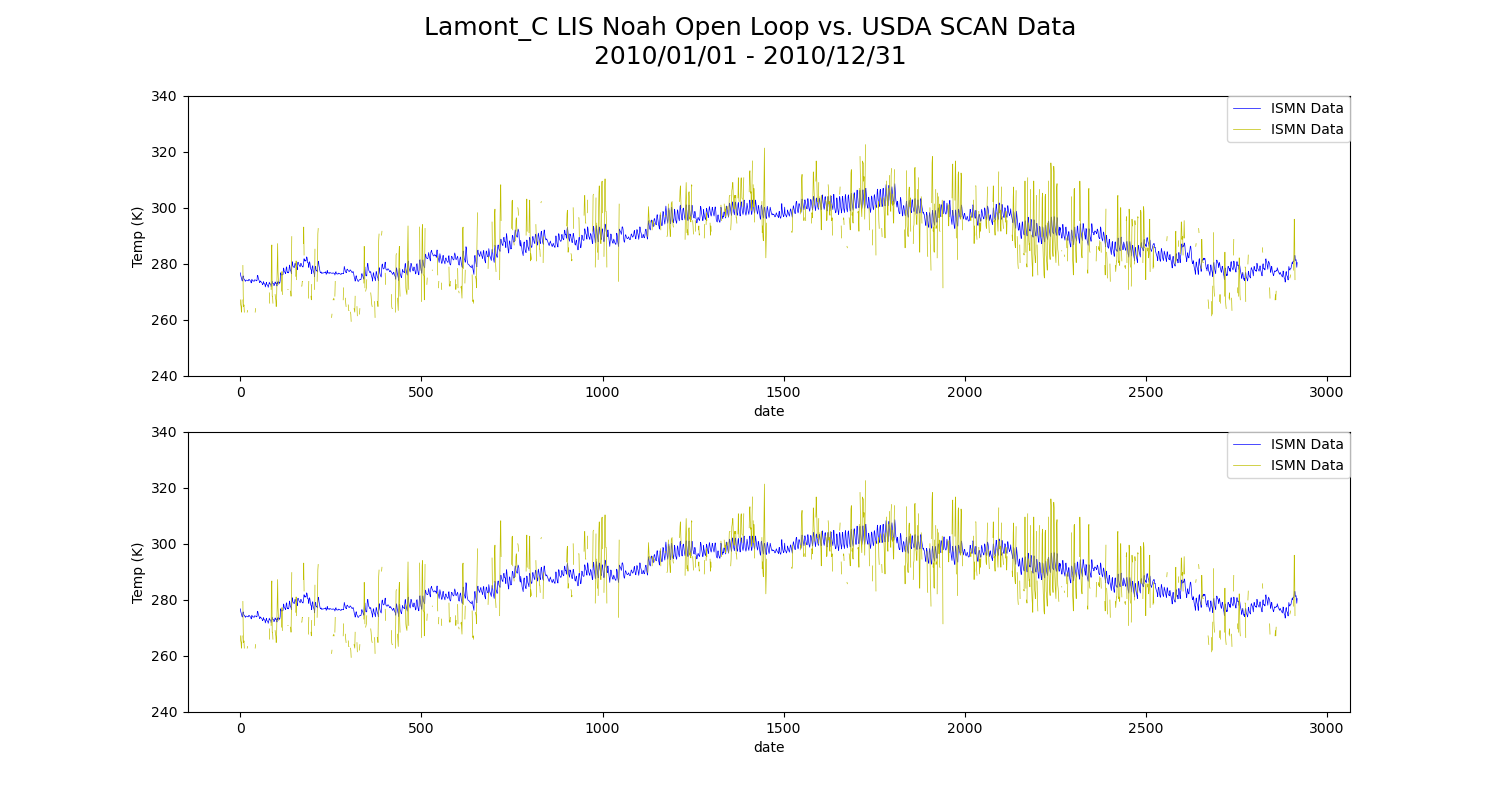 Lamont_C LIS Noah Open Loop vs. USDA SCAN Data
2010/01/01 - 2010/12/31
340
320
300
280
260
240
Temp (K)
ISMN Data
ISMN Data
0 500 1000 1500 2000 2500 3000
date
340
320
300
280
260
240
Temp (K)
ISMN Data
ISMN Data
0 500 1000 1500 2000 2500 3000
date